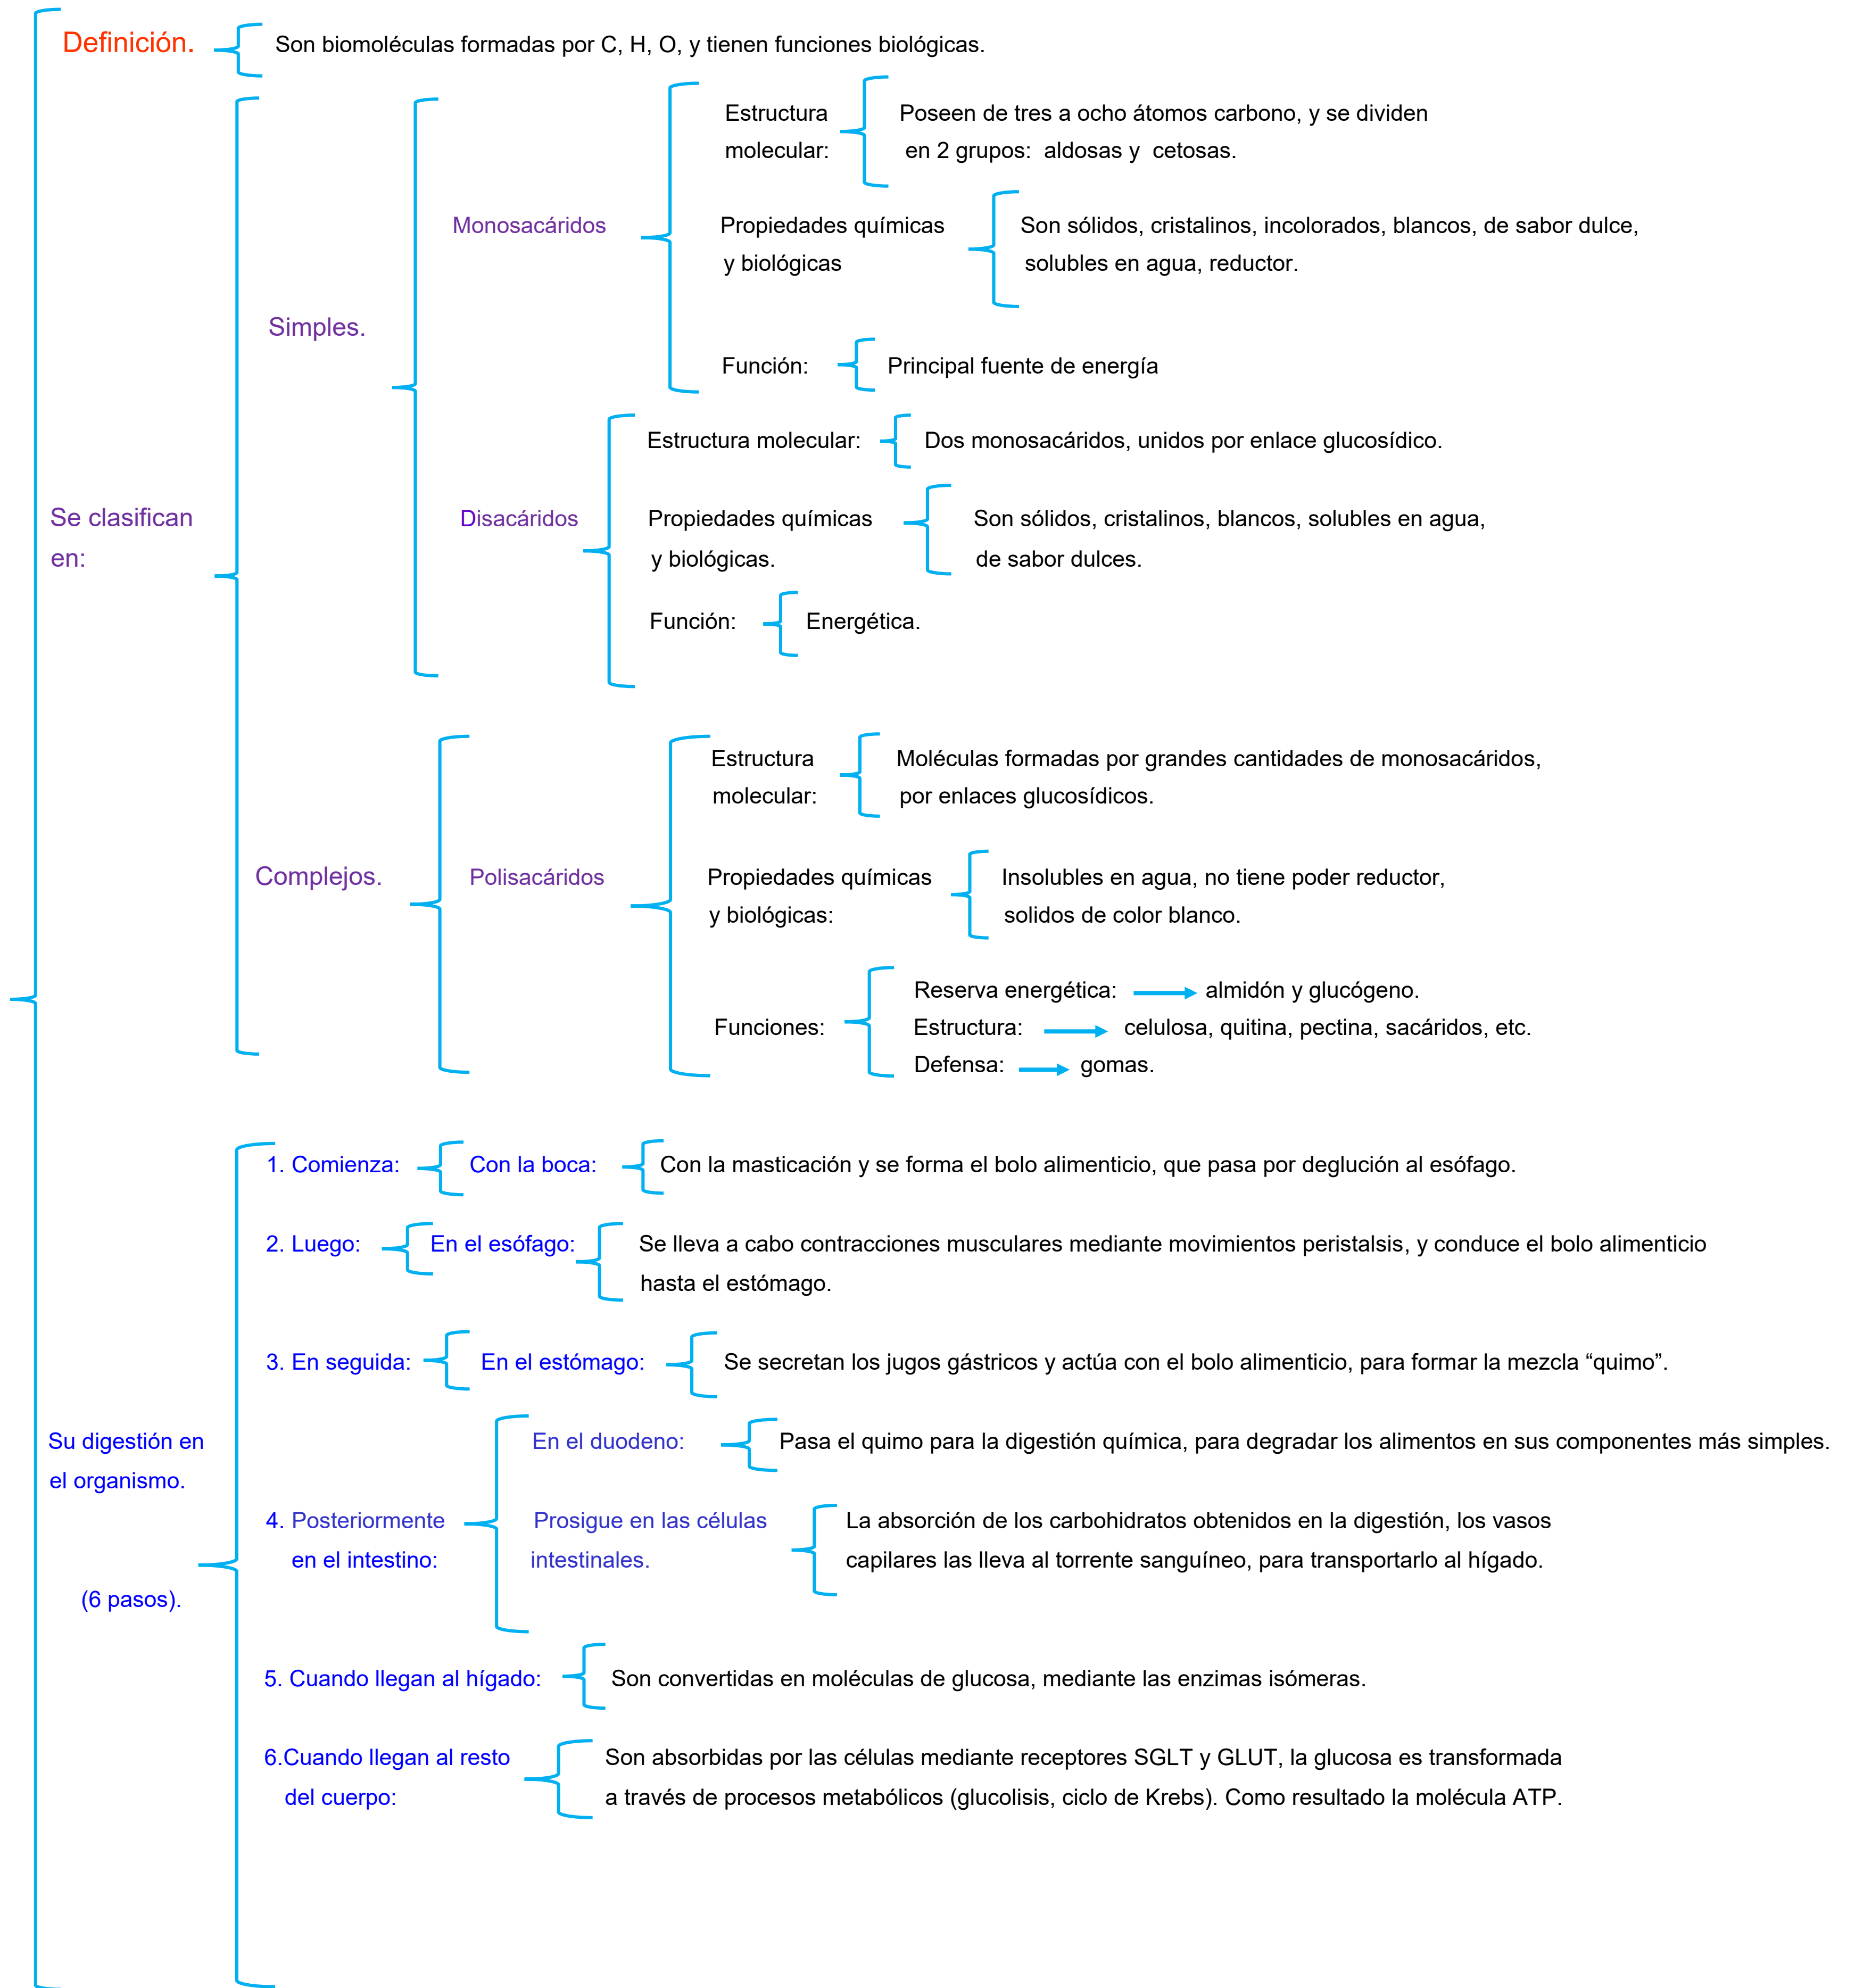 Definición.
Son biomoléculas formadas por C, H, O, y tienen funciones biológicas.
Se clasifican
en:
Simples.
Monosacáridos
Estructura
molecular:
Poseen de tres a ocho átomos carbono, y se dividen
en 2 grupos: aldosas y cetosas.
Propiedades químicas
y biológicas
Son sólidos, cristalinos, incolorados, blancos, de sabor dulce,
solubles en agua, reductor.
Función:
Principal fuente de energía
Disacáridos
Estructura molecular:
Dos monosacáridos, unidos por enlace glucosídico.
Propiedades químicas
y biológicas.
Son sólidos, cristalinos, blancos, solubles en agua,
de sabor dulces.
Función:
Energética.
Complejos.
Polisacáridos
Estructura
molecular:
Moléculas formadas por grandes cantidades de monosacáridos,
por enlaces glucosídicos.
Propiedades químicas
y biológicas:
Insolubles en agua, no tiene poder reductor,
solidos de color blanco.
Funciones:
Reserva energética: almidón y glucógeno.
Estructura: celulosa, quitina, pectina, sacáridos, etc.
Defensa: gomas.
Su digestión en
el organismo.
(6 pasos).
1. Comienza:
Con la boca:
Con la masticación y se forma el bolo alimenticio, que pasa por deglución al esófago.
2. Luego:
En el esófago:
Se lleva a cabo contracciones musculares mediante movimientos peristalsis, y conduce el bolo alimenticio
hasta el estómago.
3. En seguida:
En el estómago:
Se secretan los jugos gástricos y actúa con el bolo alimenticio, para formar la mezcla “quimo”.
4. Posteriormente
en el intestino:
En el duodeno:
Pasa el quimo para la digestión química, para degradar los alimentos en sus componentes más simples.
Prosigue en las células
intestinales.
La absorción de los carbohidratos obtenidos en la digestión, los vasos
capilares las lleva al torrente sanguíneo, para transportarlo al hígado.
5. Cuando llegan al hígado:
Son convertidas en moléculas de glucosa, mediante las enzimas isómeras.
6.Cuando llegan al resto
del cuerpo:
Son absorbidas por las células mediante receptores SGLT y GLUT, la glucosa es transformada
a través de procesos metabólicos (glucolisis, ciclo de Krebs). Como resultado la molécula ATP.